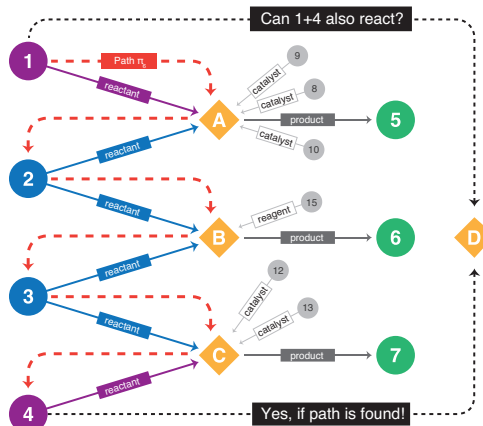 Can 1+4 also react?
1
Path π₁
9
catalyst
8
catalyst
reactant
A
product
5
catalyst
10
reactant
2
reactant
15
reagent
B
product
6
D
reactant
3
12
catalyst
13
catalyst
reactant
C
product
7
reactant
4
Yes, if path is found!